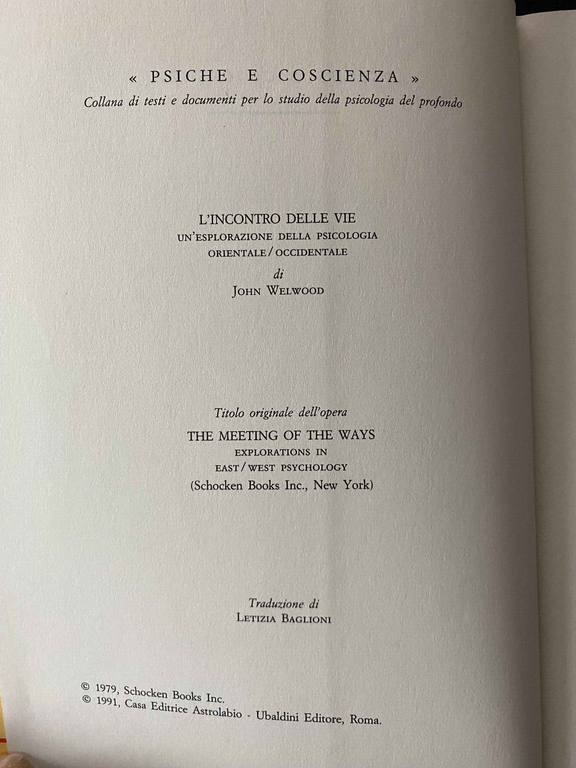 « PSICHE E COSCIENZA »
Collana di testi e documenti per lo studio della psicologia del profondo
L'INCONTRO DELLE VIE
UN'ESPLORAZIONE DELLA PSICOLOGIA
ORIENTALE/OCCIDENTALE
di
JOHN WELWOOD
Titolo originale dell'opera
THE MEETING OF THE WAYS
EXPLORATIONS IN
EAST/WEST PSYCHOLOGY
(Schocken Books Inc., New York)
Traduzione di
LETIZIA BAGLIONI
© 1979, Schocken Books Inc.
© 1991, Casa Editrice Astrolabio - Ubaldini Editore, Roma.